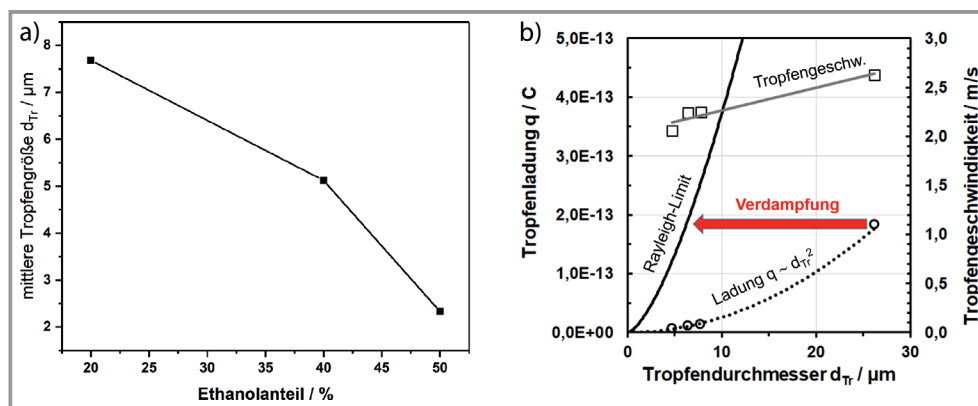 a)
8
7
6
5
4
3
2
20
25
30
35
40
45
50
mittlere Tropfengröße d_Tr / µm
Ethanolanteil / %
b)
5,0E-13
4,0E-13
3,0E-13
2,0E-13
1,0E-13
0,0E+00
Tropfenladung q / C
3,0
2,5
2,0
1,5
1,0
0,5
0,0
Tropfengeschwindigkeit / m/s
Tropfengeschw.
Rayleigh-Limit
Verdampfung
Ladung q ~ d_Tr²
0
10
20
30
Tropfendurchmesser d_Tr / µm